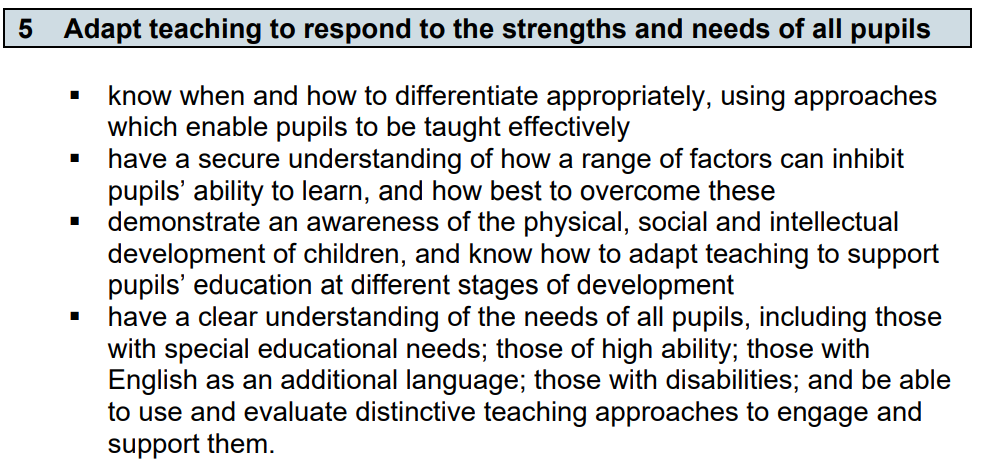 5 Adapt teaching to respond to the strengths and needs of all pupils
▪ know when and how to differentiate appropriately, using approaches
which enable pupils to be taught effectively
▪ have a secure understanding of how a range of factors can inhibit
pupils’ ability to learn, and how best to overcome these
▪ demonstrate an awareness of the physical, social and intellectual
development of children, and know how to adapt teaching to support
pupils’ education at different stages of development
▪ have a clear understanding of the needs of all pupils, including those
with special educational needs; those of high ability; those with
English as an additional language; those with disabilities; and be able
to use and evaluate distinctive teaching approaches to engage and
support them.